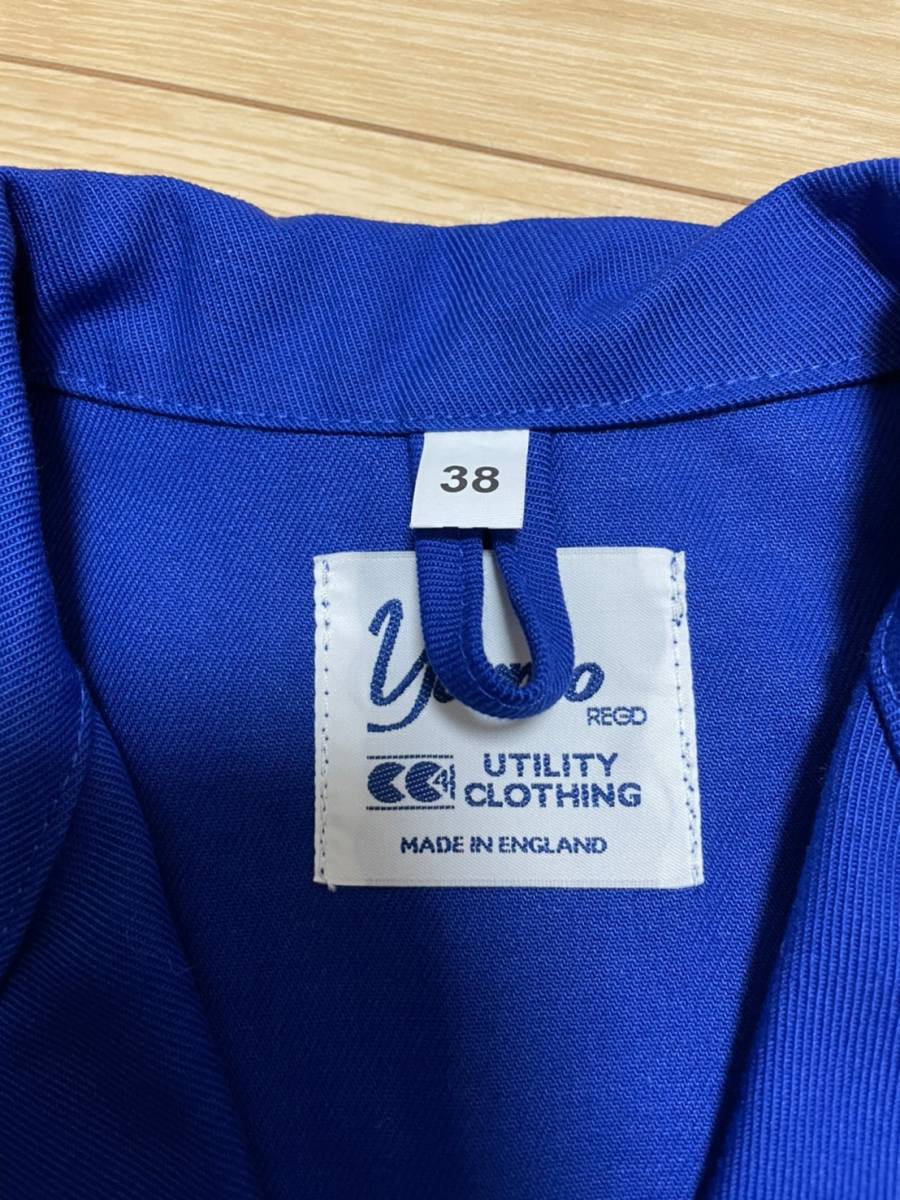 38
REGD
CC41
UTILITY
CLOTHING
MADE IN ENGLAND